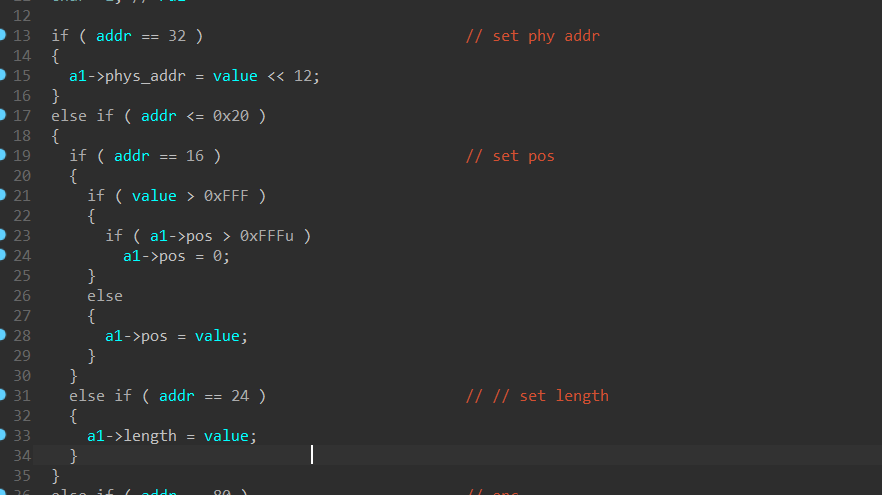 12
13 if ( addr == 32 ) // set phy addr
14 {
15 a1->phys_addr = value << 12;
16 }
17 else if ( addr <= 0x20 )
18 {
19 if ( addr == 16 ) // set pos
20 {
21 if ( value > 0xFFF )
22 {
23 if ( a1->pos > 0xFFFu )
24 a1->pos = 0;
25 }
26 else
27 {
28 a1->pos = value;
29 }
30 }
31 else if ( addr == 24 ) // // set length
32 {
33 a1->length = value;
34 }
35 }